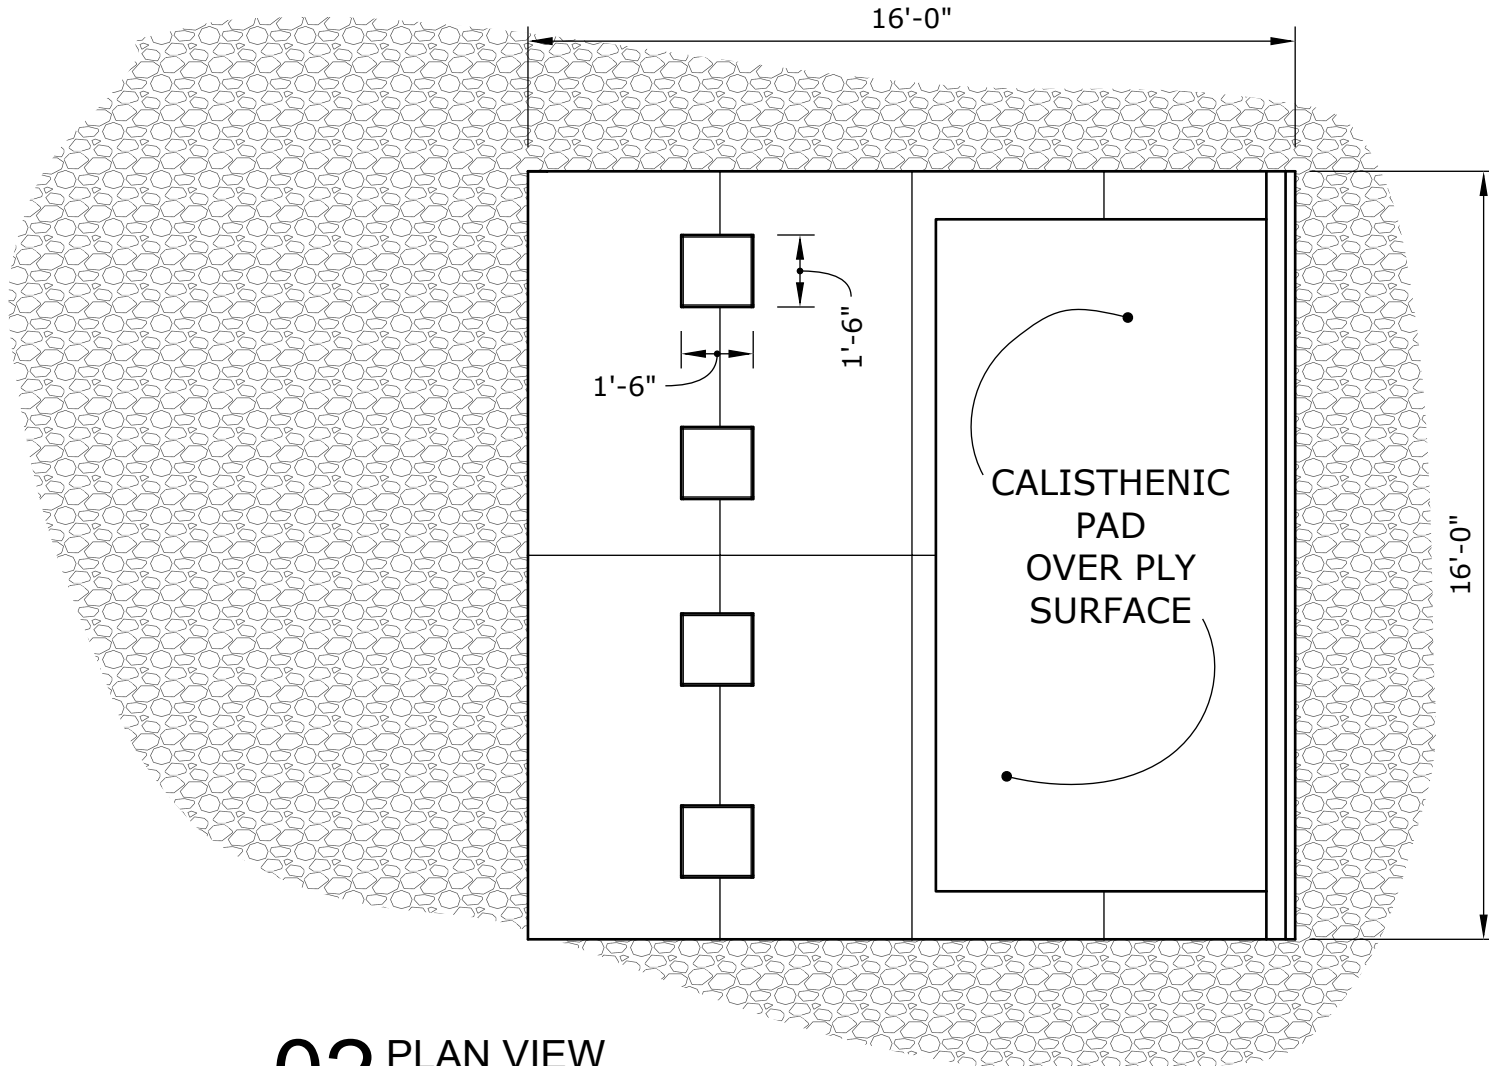 16'-0"
1'-6"
1'-6"
CALISTHENIC
PAD
OVER PLY
SURFACE
16'-0"
02 PLAN VIEW